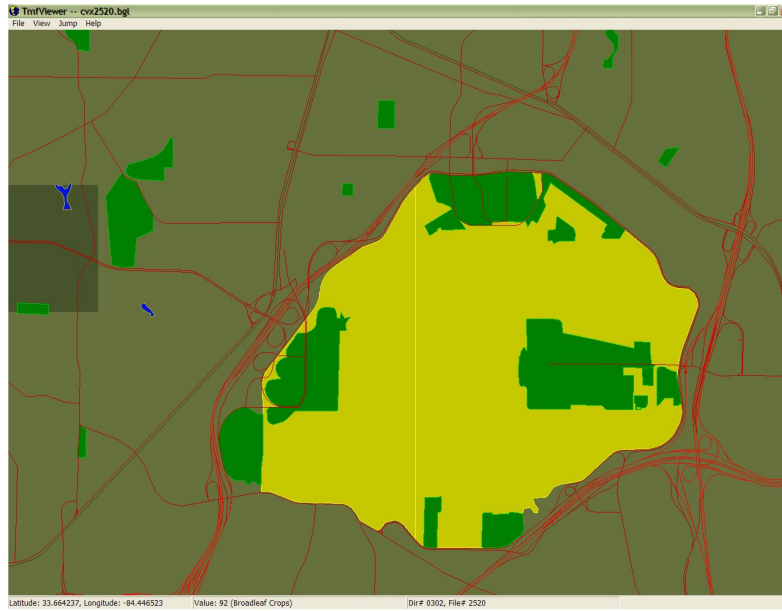 TmfViewer -- cvx2520.bgl
File View Jump Help
Latitude: 33.664237, Longitude: -84.446523 Value: 92 (Broadleaf Crops) Dir# 0302, File# 2520